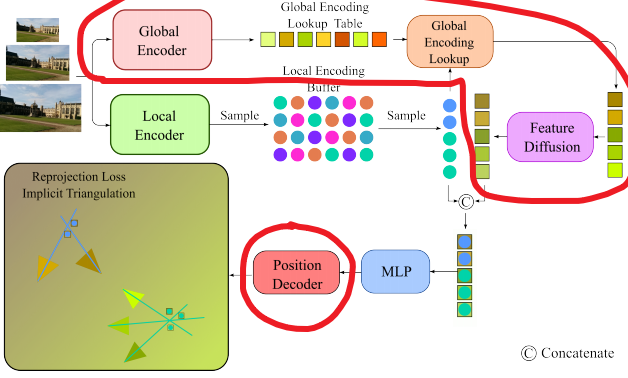 Global
Encoder
Global Encoding
Lookup Table
Global
Encoding
Lookup
Local
Encoder
Sample
Local Encoding
Buffer
Sample
Feature
Diffusion
C
Reprojection Loss
Implicit Triangulation
Position
Decoder
MLP
C Concatenate